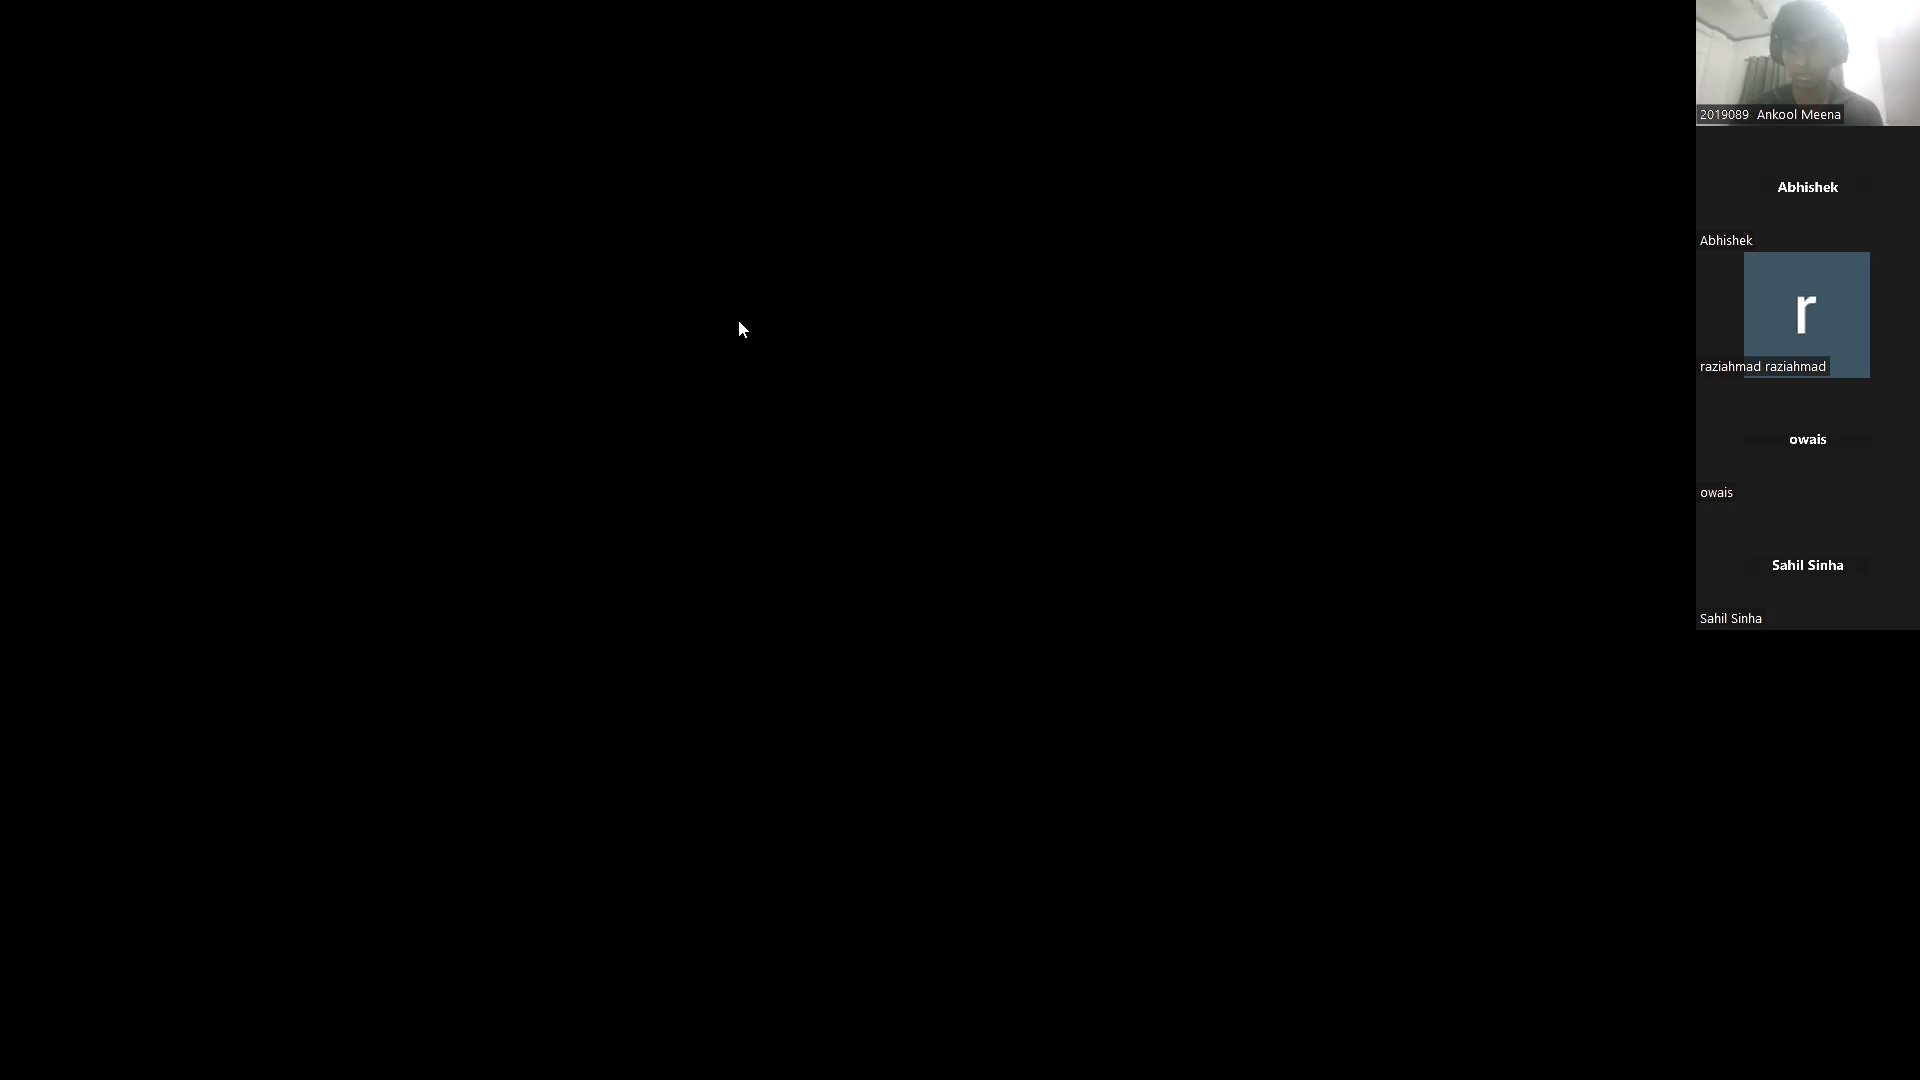 2019089 Ankool Meena
Abhishek
Abhishek
r
raziahmad raziahmad
owais
owais
Sahil Sinha
Sahil Sinha